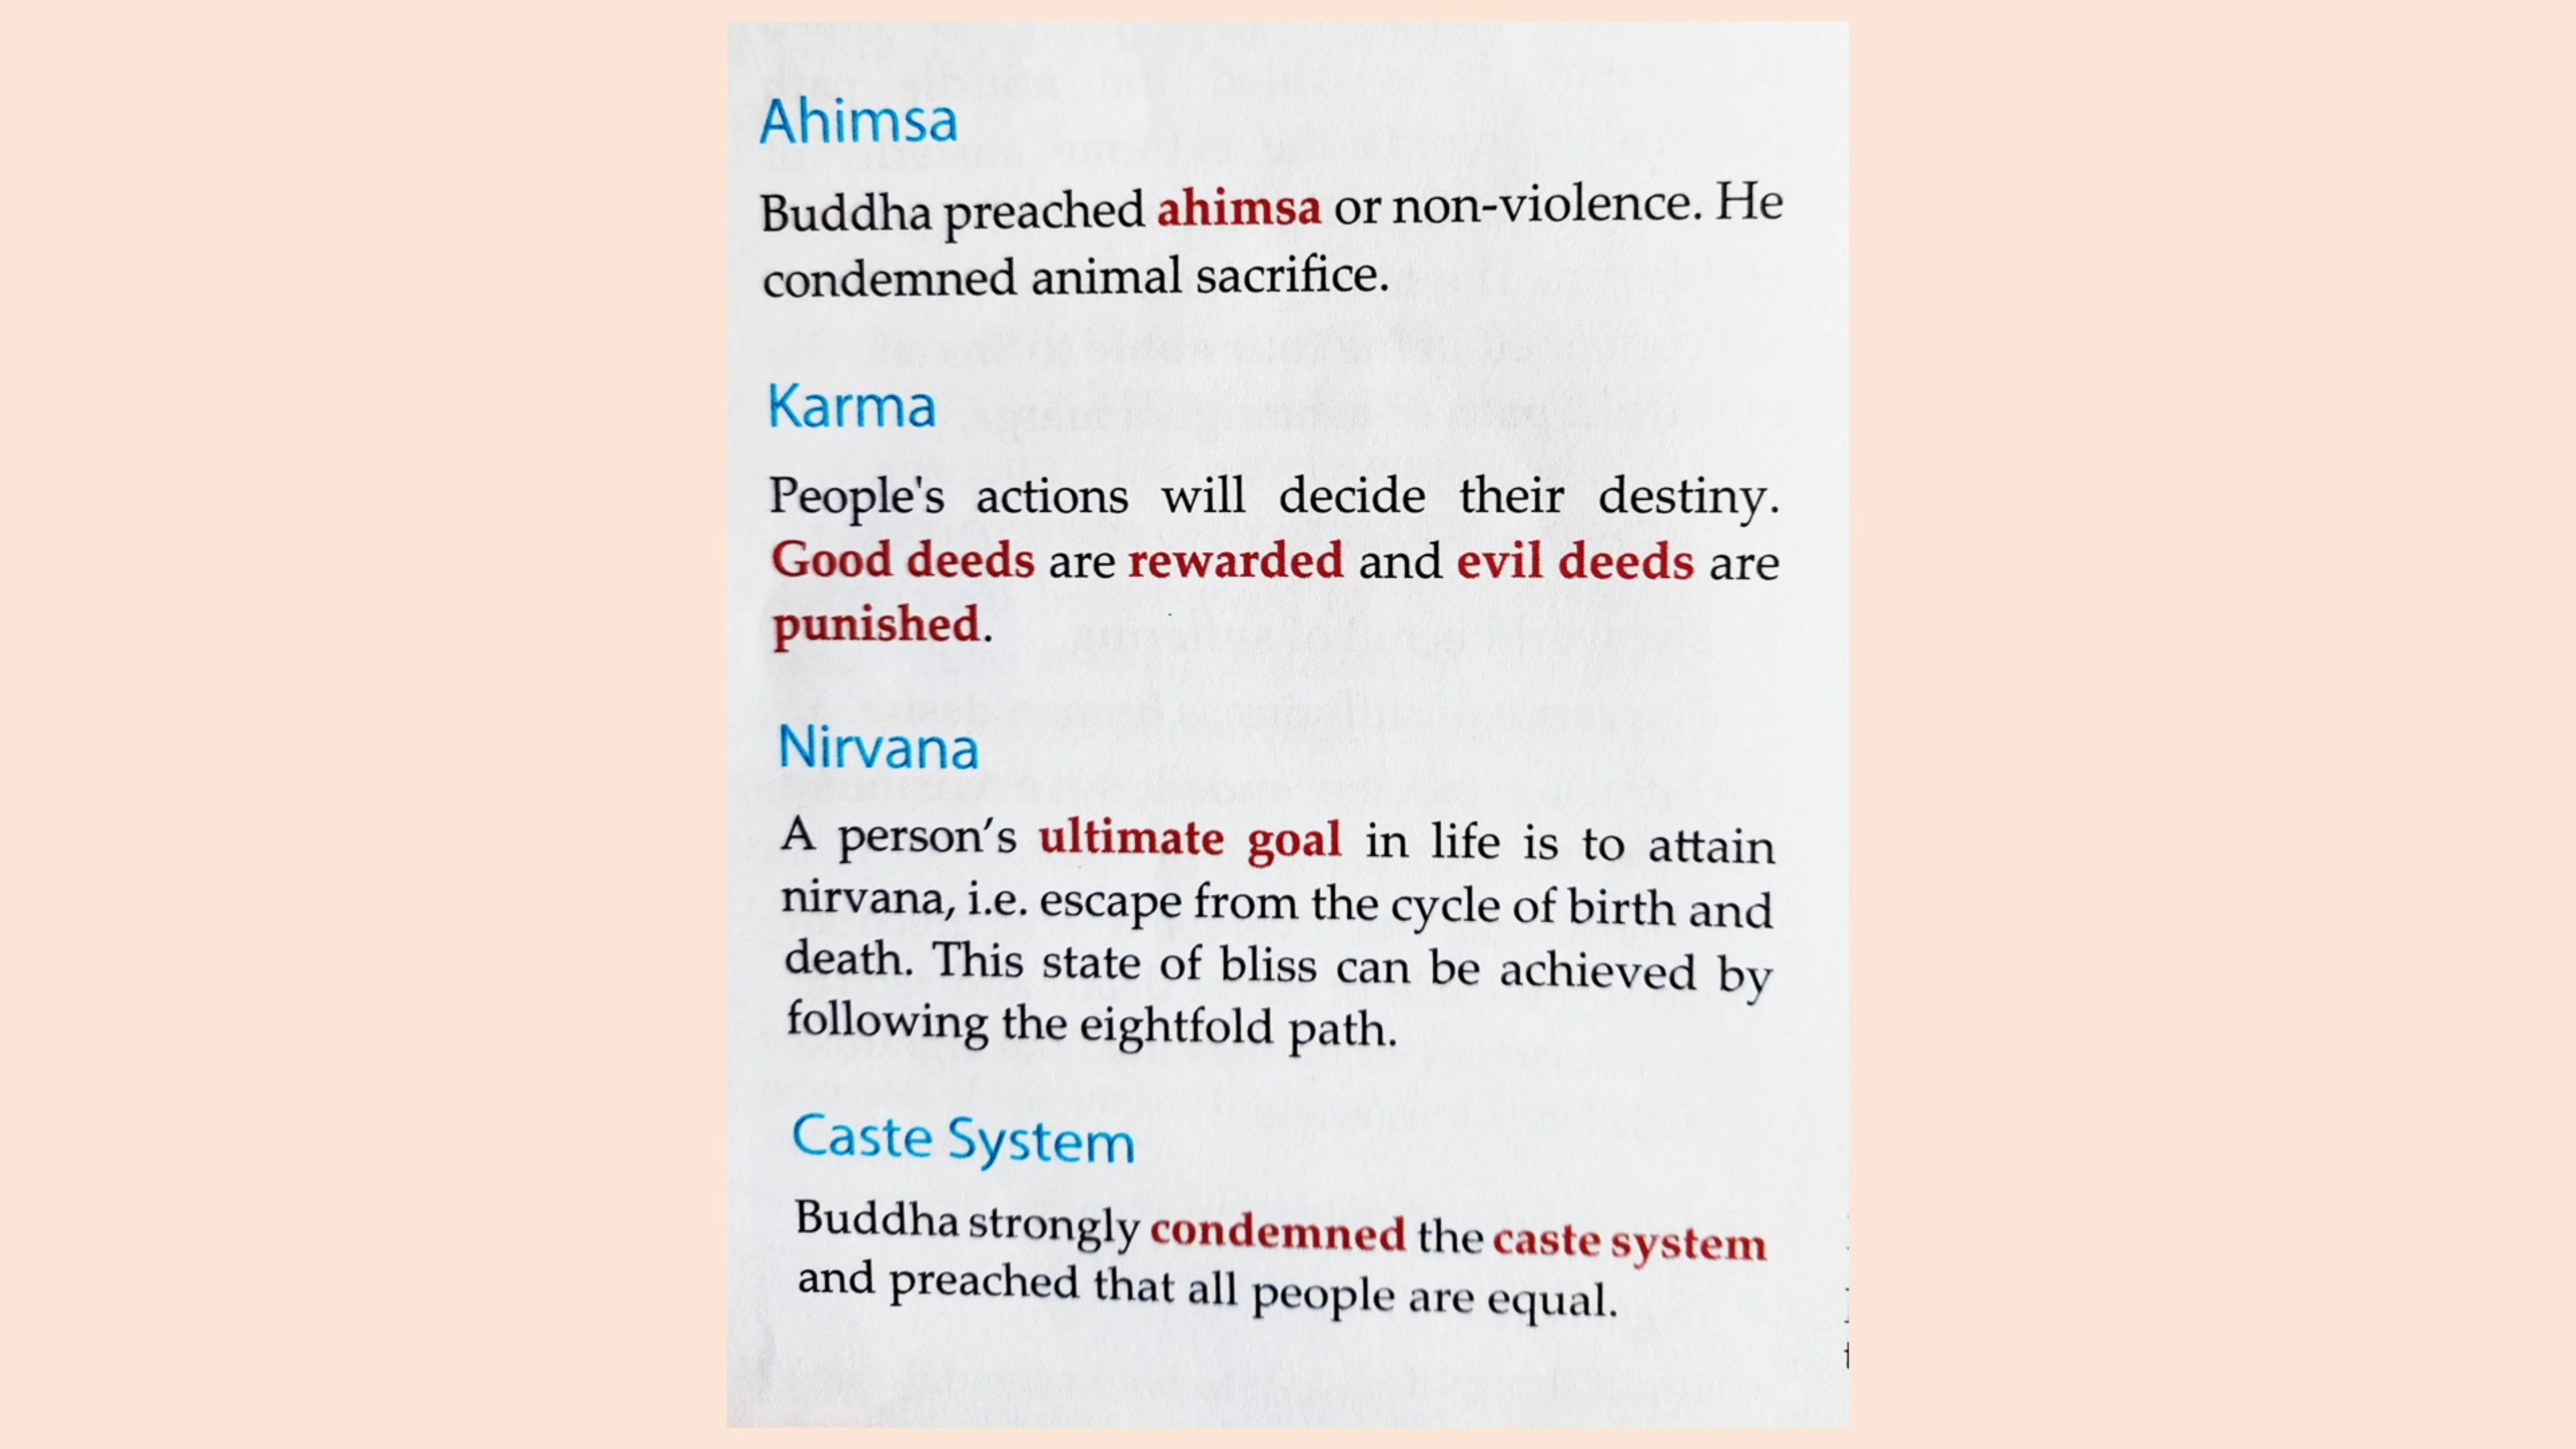 Ahimsa
Buddha preached ahimsa or non-violence. He
condemned animal sacrifice.
Karma
People's actions will decide their destiny.
Good deeds are rewarded and evil deeds are
punished.
Nirvana
A person's ultimate goal in life is to attain
nirvana, i.e. escape from the cycle of birth and
death. This state of bliss can be achieved by
following the eightfold path.
Caste System
Buddha strongly condemned the caste system
and preached that all people are equal.